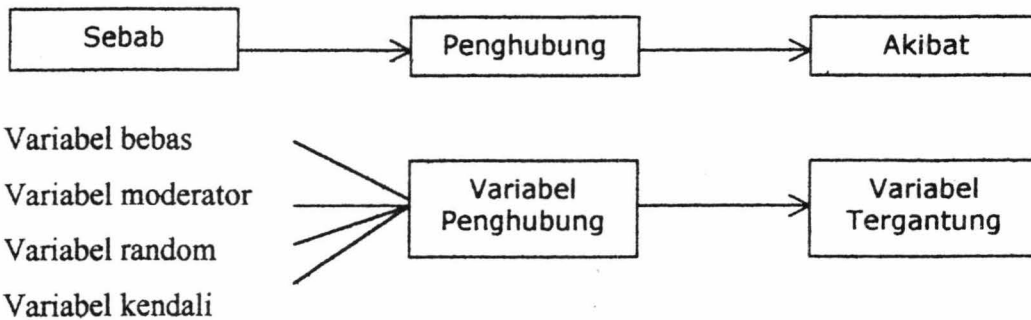 Sebab
Penghubung
Akibat
Variabel bebas
Variabel moderator
Variabel random
Variabel kendali
Variabel
Penghubung
Variabel
Tergantung